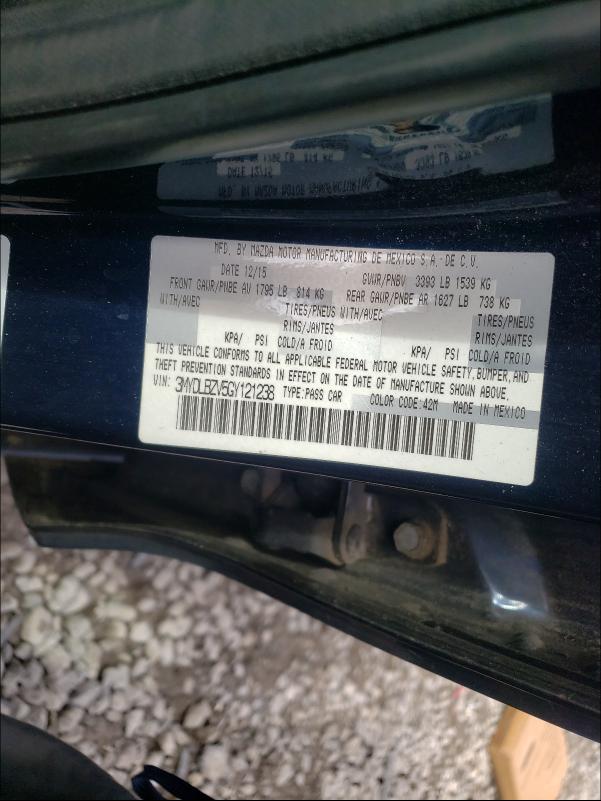 MFD. BY MAZDA MOTOR MANUFACTURING DE MEXICO S.A. DE C.V.
DATE 12/15 GVWR/PNBV 3393 LB 1539 KG
FRONT GAWR/PNBE AV 1795 LB 814 KG REAR GAWR/PNBE AR 1627 LB 738 KG
WITH/AVEC TIRES/PNEUS WITH/AVEC TIRES/PNEUS
RIMS/JANTES RIMS/JANTES
KPA/ PSI COLD/A FROID KPA/ PSI COLD/A FROID
THIS VEHICLE CONFORMS TO ALL APPLICABLE FEDERAL MOTOR VEHICLE SAFETY, BUMPER, AND
THEFT PREVENTION STANDARDS IN EFFECT ON THE DATE OF MANUFACTURE SHOWN ABOVE.
VIN: 3MYDLBZV5GY121238 TYPE:PASS CAR COLOR CODE:42M MADE IN MEXICO